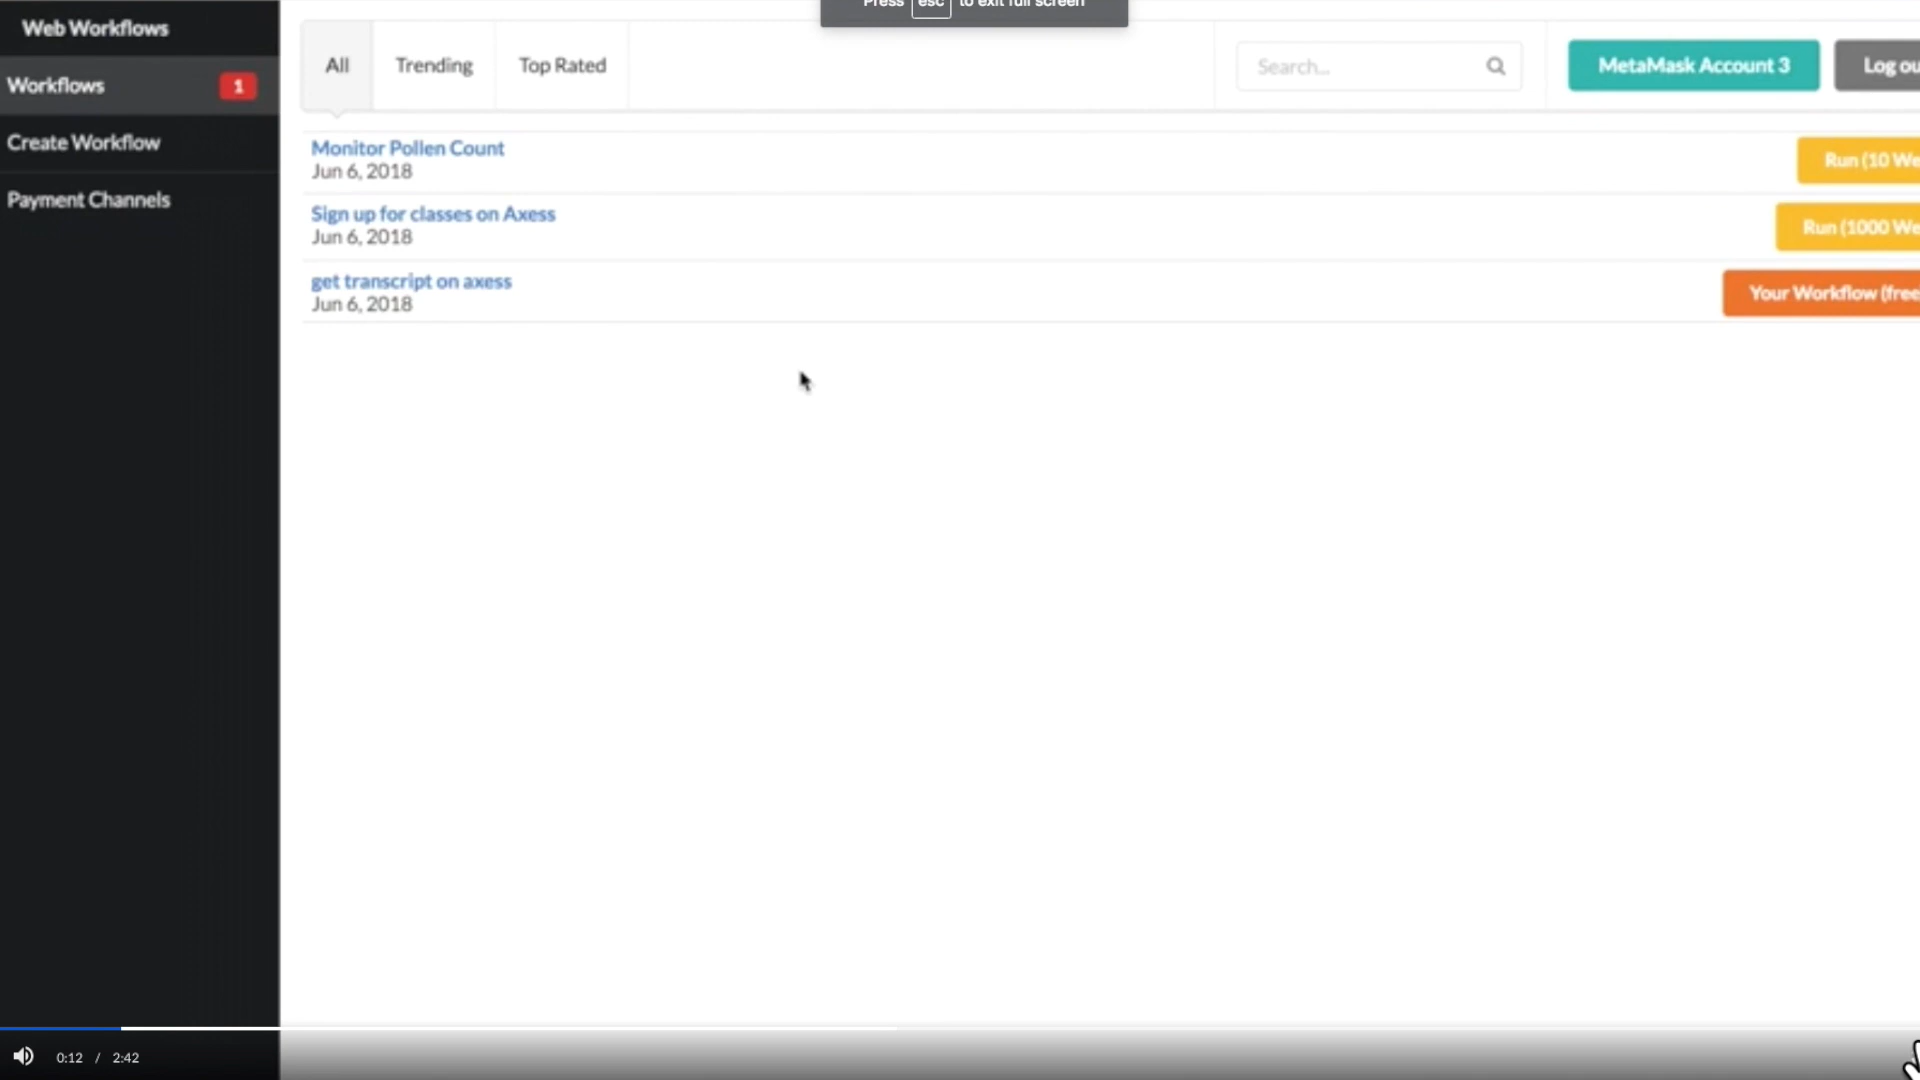 Press esc to exit full screen
Web Workflows
Workflows 1
Create Workflow
Payment Channels
All Trending Top Rated Search... MetaMask Account 3 Log ou
Monitor Pollen Count
Jun 6, 2018
Run (10 We
Sign up for classes on Axess
Jun 6, 2018
Run (1000 We
get transcript on axess
Jun 6, 2018
Your Workflow (free
0:12 / 2:42